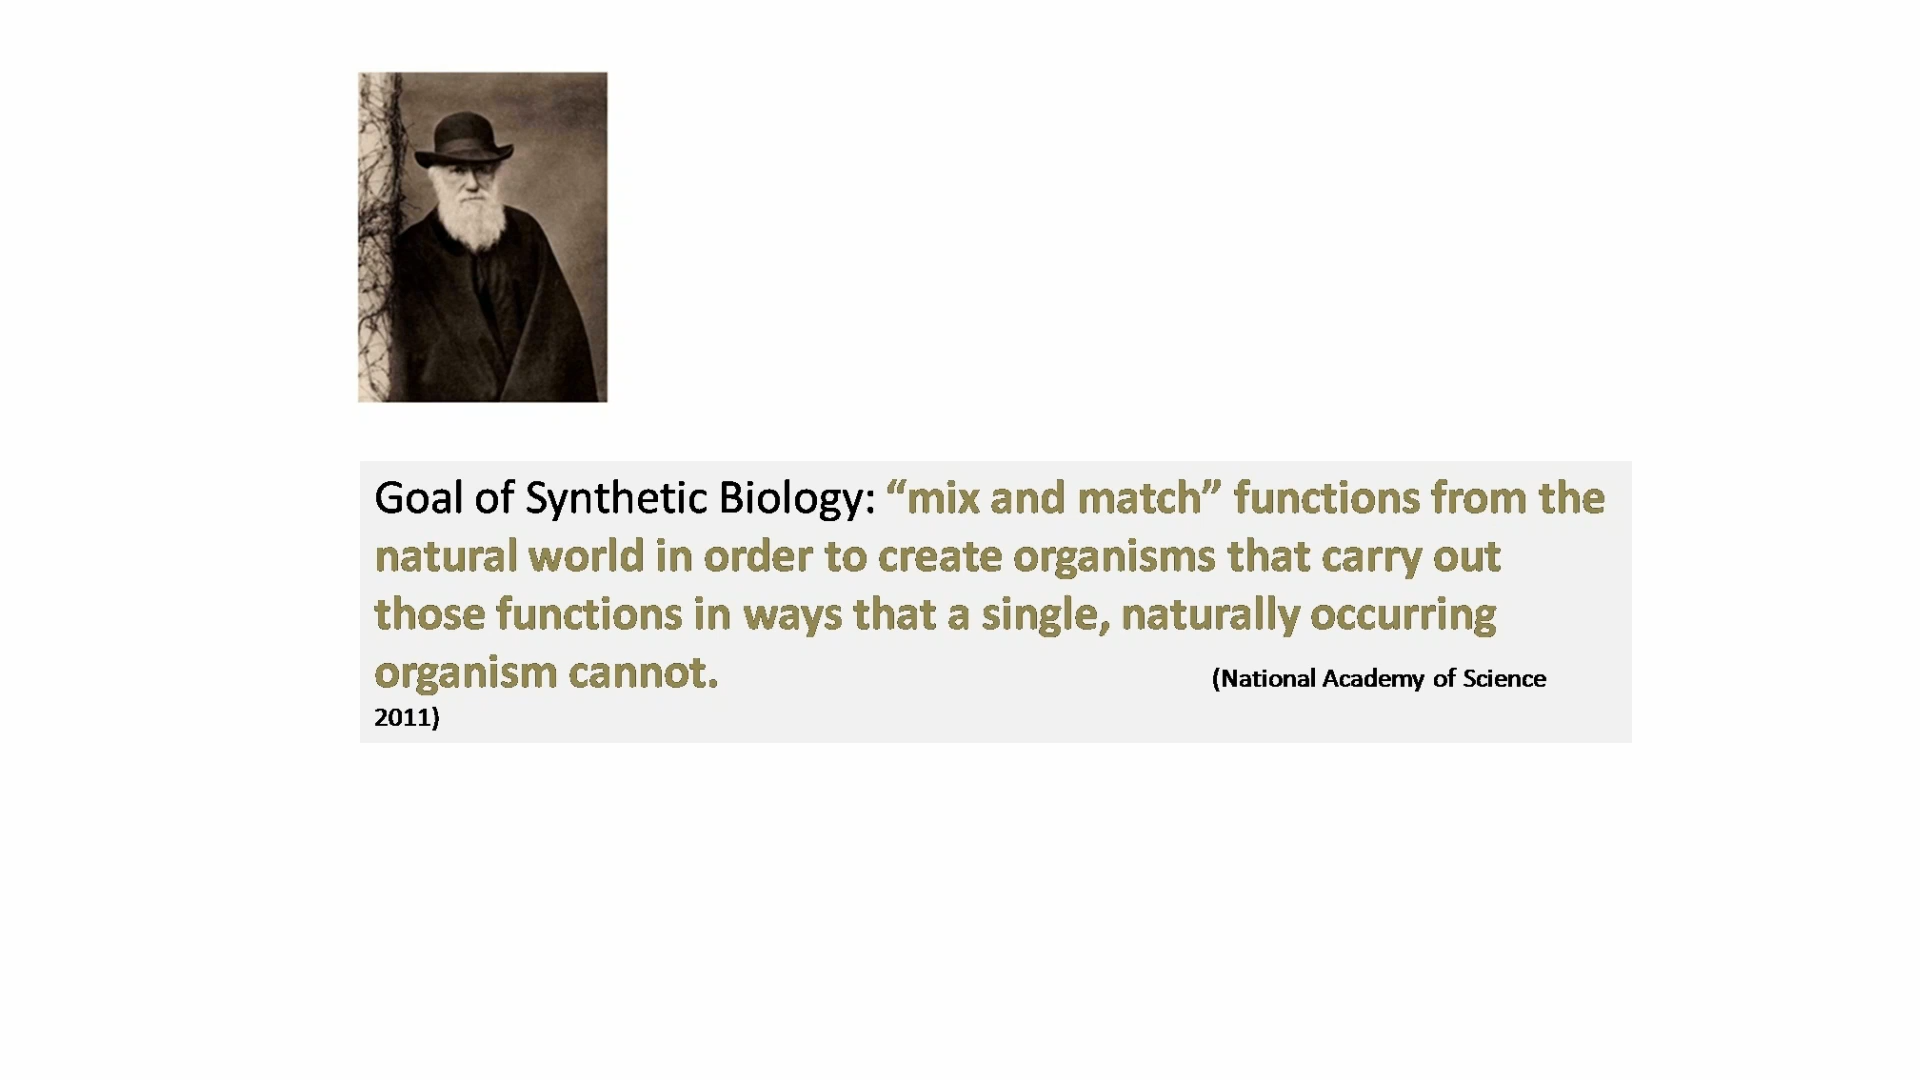 Goal of Synthetic Biology: “mix and match” functions from the
natural world in order to create organisms that carry out
those functions in ways that a single, naturally occurring
organism cannot. (National Academy of Science
2011)